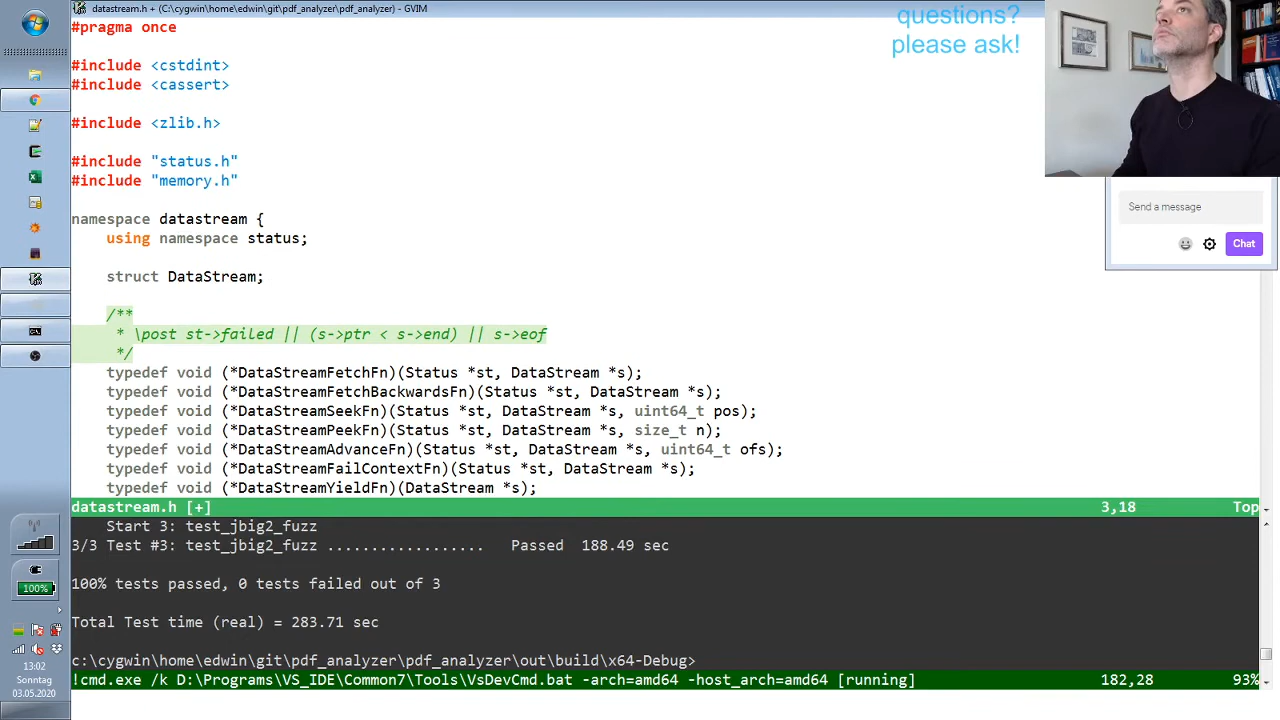 datastream.h + (C:\cygwin\home\edwin\git\pdf_analyzer\pdf_analyzer) - GVIM
questions?
please ask!
#pragma once
#include <cstdint>
#include <cassert>
#include <zlib.h>
#include "status.h"
#include "memory.h"
namespace datastream {
using namespace status;
struct DataStream;
/**
* \post st->failed || (s->ptr < s->end) || s->eof
*/
typedef void (*DataStreamFetchFn)(Status *st, DataStream *s);
typedef void (*DataStreamFetchBackwardsFn)(Status *st, DataStream *s);
typedef void (*DataStreamSeekFn)(Status *st, DataStream *s, uint64_t pos);
typedef void (*DataStreamPeekFn)(Status *st, DataStream *s, size_t n);
typedef void (*DataStreamAdvanceFn)(Status *st, DataStream *s, uint64_t ofs);
typedef void (*DataStreamFailContextFn)(Status *st, DataStream *s);
typedef void (*DataStreamYieldFn)(DataStream *s);
datastream.h [+] 3,18 Top
Start 3: test_jbig2_fuzz
3/3 Test #3: test_jbig2_fuzz .................. Passed 188.49 sec
100% tests passed, 0 tests failed out of 3
Total Test time (real) = 283.71 sec
c:\cygwin\home\edwin\git\pdf_analyzer\pdf_analyzer\out\build\x64-Debug>
!cmd.exe /k D:\Programs\VS_IDE\Common7\Tools\VsDevCmd.bat -arch=amd64 -host_arch=amd64 [running] 182,28 93%
Send a message
Chat
100%
13:02
Sonntag
03.05.2020